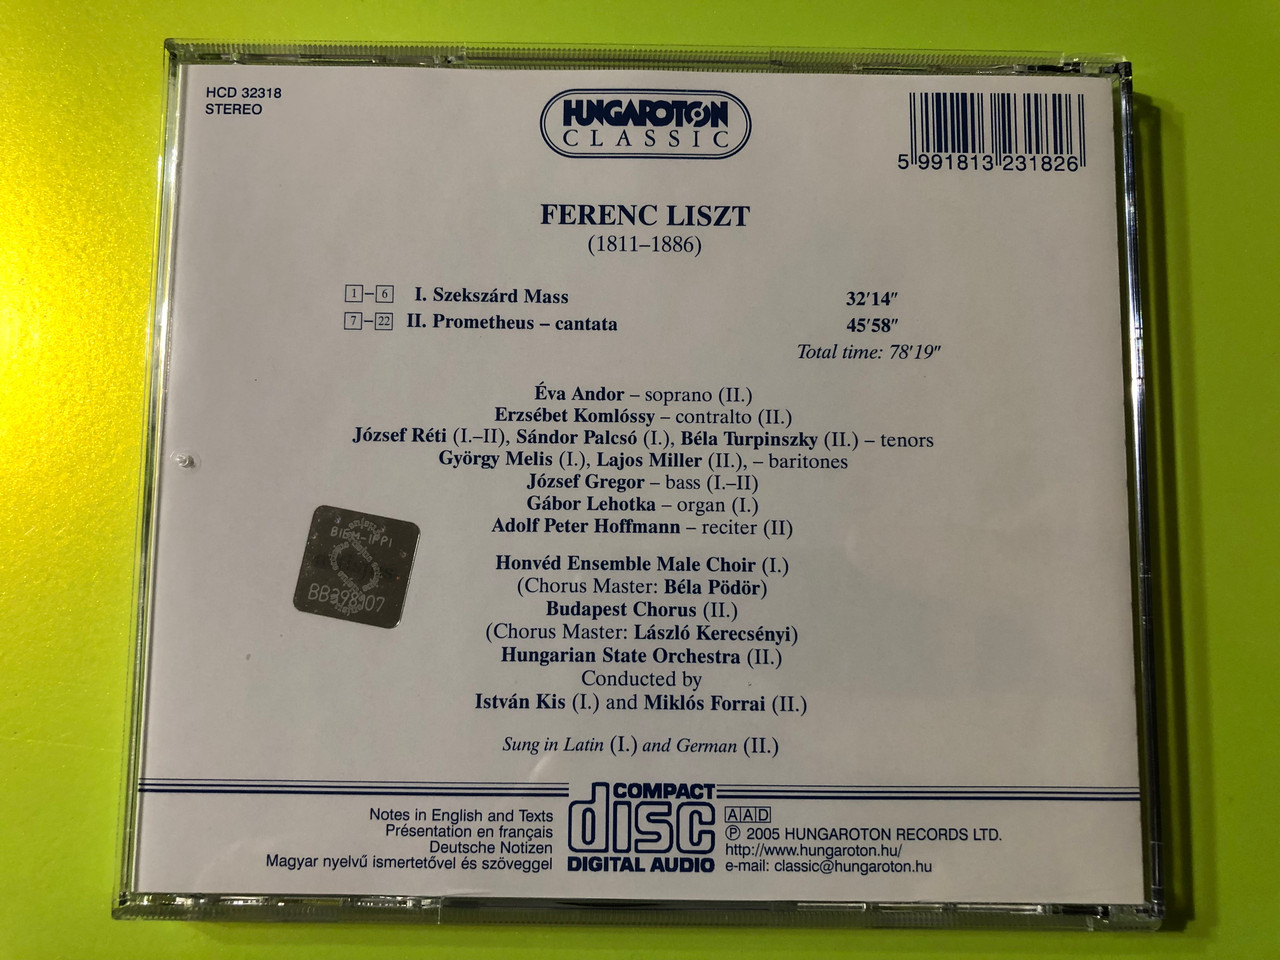 HCD 32318
STEREO
HUNGAROTON
CLASSIC
5 991813 231826
FERENC LISZT
(1811–1886)
1–6 I. Szekszárd Mass 32'14"
7–22 II. Prometheus – cantata 45'58"
Total time: 78'19"
Éva Andor – soprano (II.)
Erzsébet Komlóssy – contralto (II.)
József Réti (I.–II), Sándor Palcsó (I.), Béla Turpinszky (II.) – tenors
György Melis (I.), Lajos Miller (II.), – baritones
József Gregor – bass (I.–II)
Gábor Lehotka – organ (I.)
Adolf Peter Hoffmann – reciter (II)
Honvéd Ensemble Male Choir (I.)
(Chorus Master: Béla Pödör)
Budapest Chorus (II.)
(Chorus Master: László Kerecsényi)
Hungarian State Orchestra (II.)
Conducted by
István Kis (I.) and Miklós Forrai (II.)
Sung in Latin (I.) and German (II.)
BIEM-IFPI
Notes in English and Texts
Présentation en français
Deutsche Notizen
Magyar nyelvű ismertetővel és szöveggel
COMPACT
disc
DIGITAL AUDIO
AAD
℗ 2005 HUNGAROTON RECORDS LTD.
http://www.hungaroton.hu/
e-mail: classic@hungaroton.hu